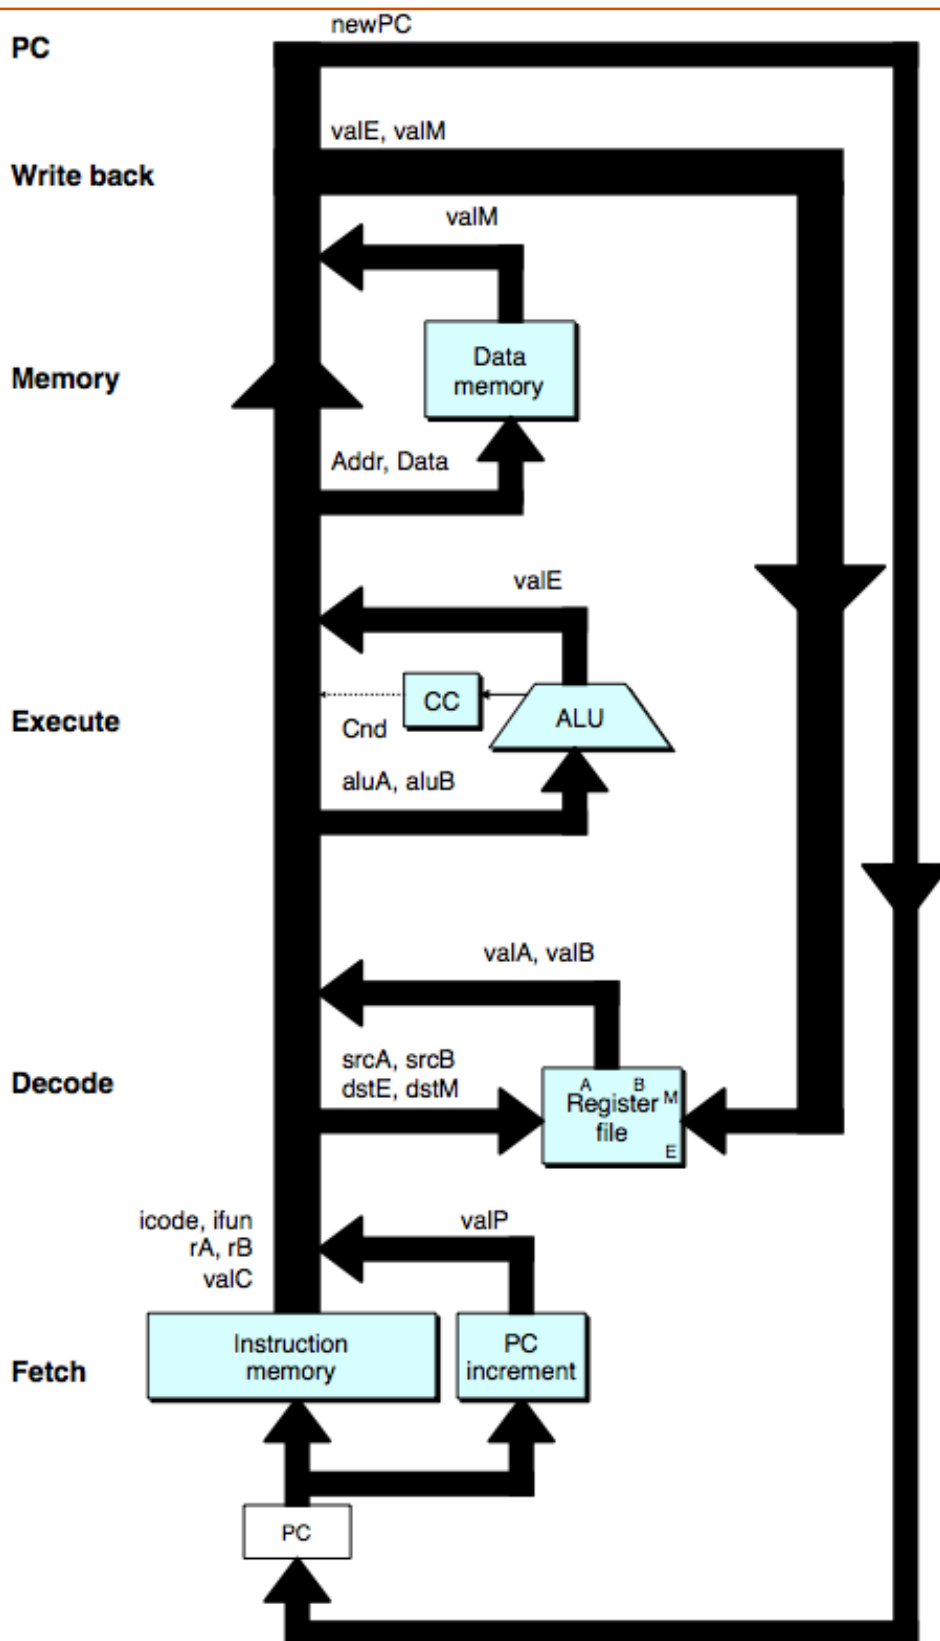 newPC
PC
valE, valM
Write back
valM
Data
memory
Memory
Addr, Data
valE
CC
ALU
Execute
Cnd
aluA, aluB
valA, valB
srcA, srcB
dstE, dstM
Decode
A B
Register M
file
E
icode, ifun
rA, rB
valC
valP
Instruction
memory
PC
increment
Fetch
PC